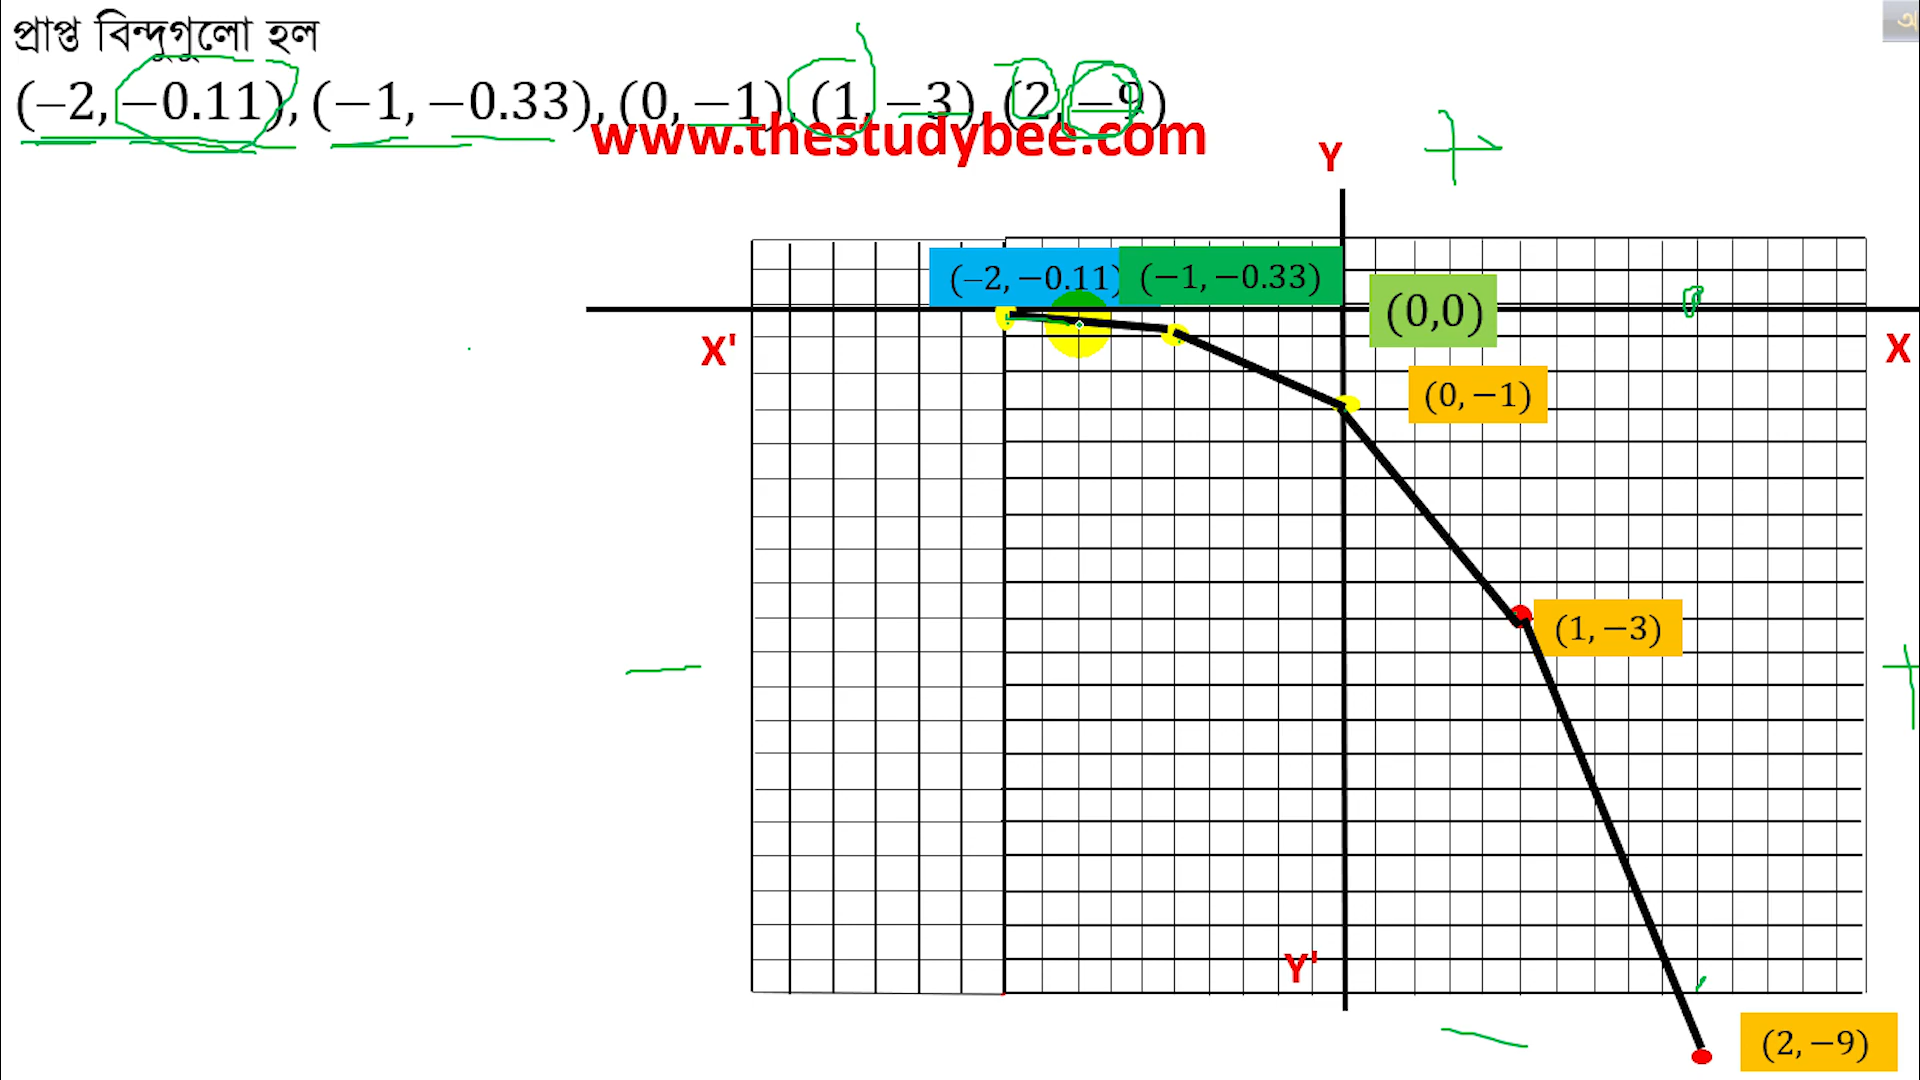 প্রাপ্ত বিন্দুগুলো হল
(−2, −0.11), (−1, −0.33), (0, −1), (1, −3), (2, −9)
www.thestudybee.com
Y
(−2, −0.11) (−1, −0.33)
(0,0)
X' X
(0, −1)
(1, −3)
Y'
(2, −9)